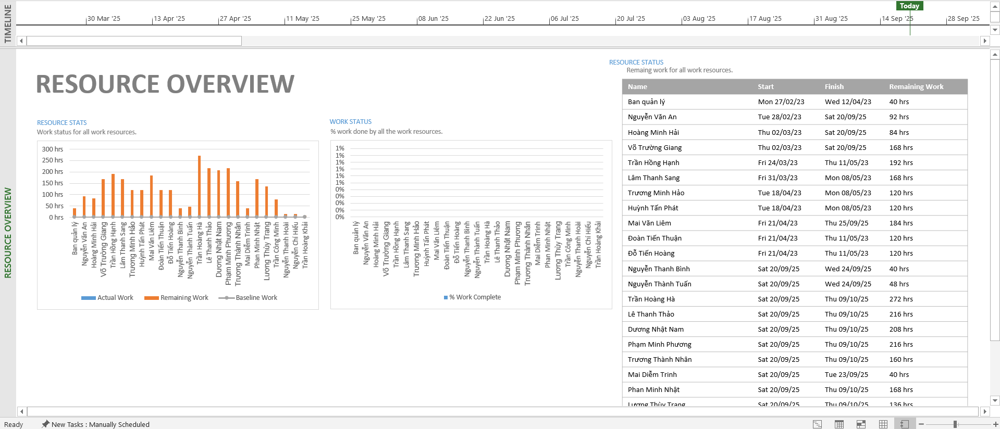 TIMELINE
Today
30 Mar '25 13 Apr '25 27 Apr '25 11 May '25 25 May '25 08 Jun '25 22 Jun '25 06 Jul '25 20 Jul '25 03 Aug '25 17 Aug '25 31 Aug '25 14 Sep '25 28 Sep '25
RESOURCE OVERVIEW
RESOURCE OVERVIEW
RESOURCE STATS
Work status for all work resources.
300 hrs
250 hrs
200 hrs
150 hrs
100 hrs
50 hrs
0 hrs
Ban quản lý
Nguyễn Văn An
Hoàng Minh Hải
Võ Trường Giang
Trần Hồng Hạnh
Lâm Thanh Sang
Trương Minh Hảo
Huỳnh Tấn Phát
Mai Văn Liêm
Đoàn Tiến Thuận
Đỗ Tiến Hoàng
Nguyễn Thanh Bình
Nguyễn Thành Tuấn
Trần Hoàng Hà
Lê Thanh Thảo
Dương Nhật Nam
Phạm Minh Phương
Trương Thành Nhân
Mai Diễm Trinh
Phan Minh Nhật
Lương Thùy Trang
Trần Công Minh
Nguyễn Thanh Hoài
Nguyễn Chí Hiếu
Trần Hoàng Khải
Actual Work Remaining Work Baseline Work
WORK STATUS
% work done by all the work resources.
1%
1%
1%
1%
1%
1%
0%
0%
0%
0%
0%
Ban quản lý
Nguyễn Văn An
Hoàng Minh Hải
Võ Trường Giang
Trần Hồng Hạnh
Lâm Thanh Sang
Trương Minh Hảo
Huỳnh Tấn Phát
Mai Văn Liêm
Đoàn Tiến Thuận
Đỗ Tiến Hoàng
Nguyễn Thanh Bình
Nguyễn Thành Tuấn
Trần Hoàng Hà
Lê Thanh Thảo
Dương Nhật Nam
Phạm Minh Phương
Trương Thành Nhân
Mai Diễm Trinh
Phan Minh Nhật
Lương Thùy Trang
Trần Công Minh
Nguyễn Thanh Hoài
Nguyễn Chí Hiếu
Trần Hoàng Khải
% Work Complete
RESOURCE STATUS
Remaing work for all work resources.
Name Start Finish Remaining Work
Ban quản lý Mon 27/02/23 Wed 12/04/23 40 hrs
Nguyễn Văn An Tue 28/02/23 Sat 20/09/25 92 hrs
Hoàng Minh Hải Thu 02/03/23 Sat 20/09/25 84 hrs
Võ Trường Giang Thu 02/03/23 Sat 20/09/25 168 hrs
Trần Hồng Hạnh Fri 24/03/23 Thu 11/05/23 192 hrs
Lâm Thanh Sang Fri 31/03/23 Mon 08/05/23 168 hrs
Trương Minh Hảo Tue 18/04/23 Mon 08/05/23 120 hrs
Huỳnh Tấn Phát Tue 18/04/23 Mon 08/05/23 120 hrs
Mai Văn Liêm Fri 21/04/23 Thu 25/09/25 184 hrs
Đoàn Tiến Thuận Fri 21/04/23 Thu 11/05/23 120 hrs
Đỗ Tiến Hoàng Fri 21/04/23 Thu 11/05/23 120 hrs
Nguyễn Thanh Bình Sat 20/09/25 Wed 24/09/25 40 hrs
Nguyễn Thành Tuấn Sat 20/09/25 Wed 24/09/25 48 hrs
Trần Hoàng Hà Sat 20/09/25 Thu 09/10/25 272 hrs
Lê Thanh Thảo Sat 20/09/25 Thu 09/10/25 216 hrs
Dương Nhật Nam Sat 20/09/25 Thu 09/10/25 208 hrs
Phạm Minh Phương Sat 20/09/25 Thu 09/10/25 216 hrs
Trương Thành Nhân Sat 20/09/25 Thu 09/10/25 160 hrs
Mai Diễm Trinh Sat 20/09/25 Tue 23/09/25 40 hrs
Phan Minh Nhật Sat 20/09/25 Thu 09/10/25 168 hrs
Lương Thùy Trang Sat 20/09/25 Thu 09/10/25 136 hrs
Ready New Tasks : Manually Scheduled